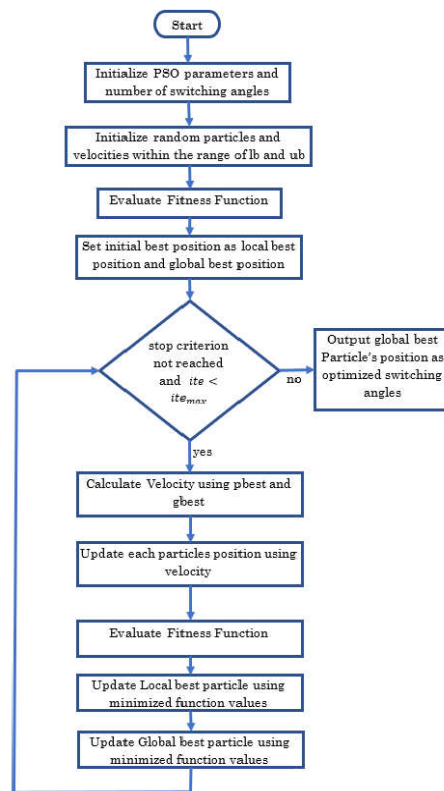 Start
Initialize PSO parameters and
number of switching angles
Initialize random particles and
velocities within the range of lb and ub
Evaluate Fitness Function
Set initial best position as local best
position and global best position
stop criterion
not reached
and ite <
ite_max
no
Output global best
Particle's position as
optimized switching
angles
yes
Calculate Velocity using pbest and
gbest
Update each particles position using
velocity
Evaluate Fitness Function
Update Local best particle using
minimized function values
Update Global best particle using
minimized function values